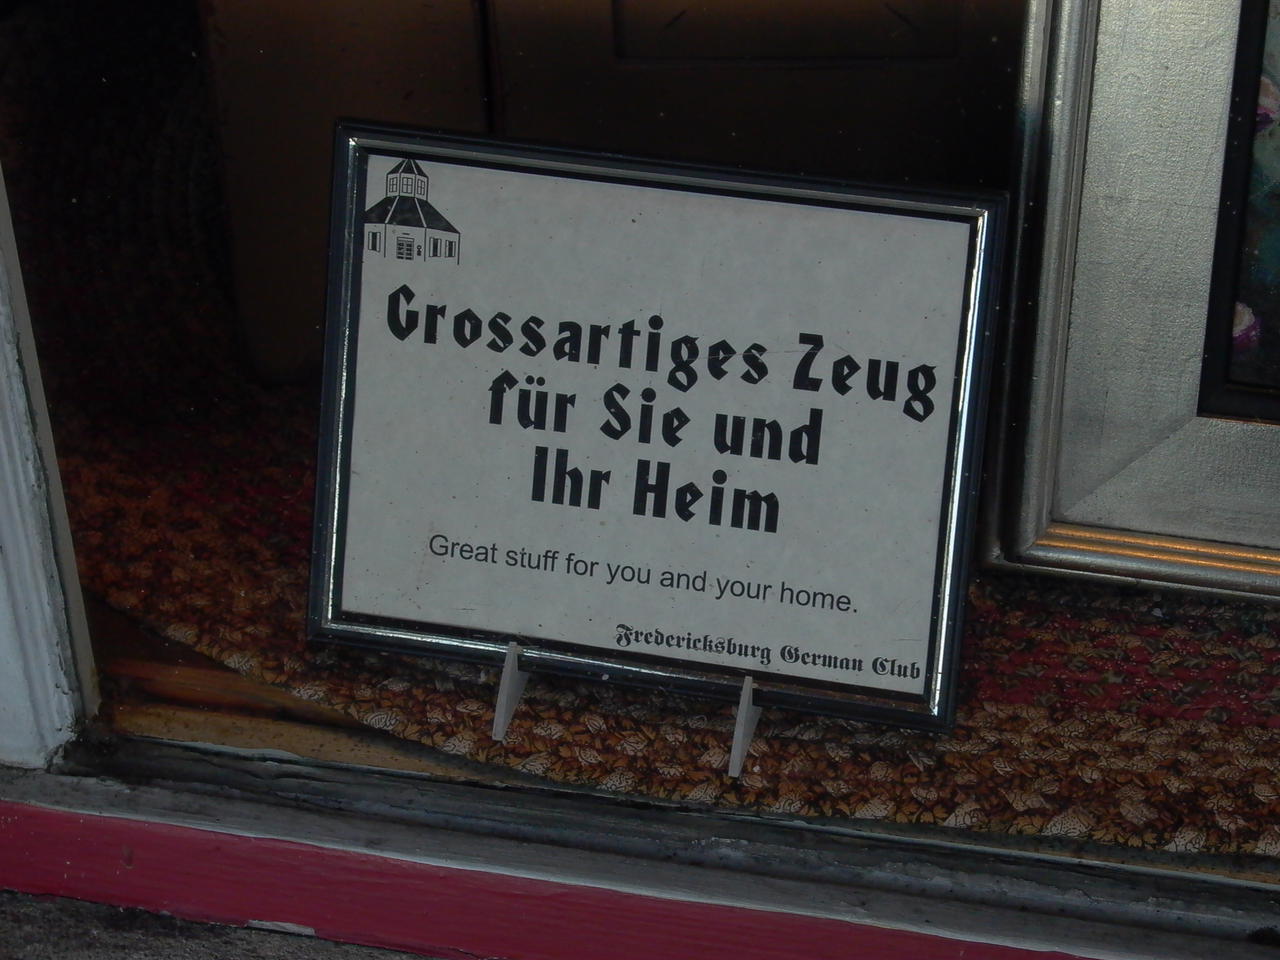 Grossartiges Zeug
für Sie und
Ihr Heim
Great stuff for you and your home.
Fredericksburg German Club